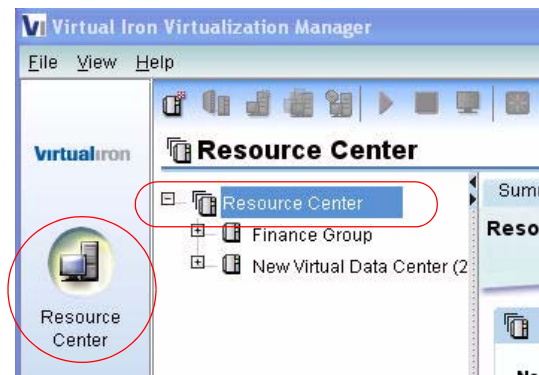 VI Virtual Iron Virtualization Manager
File View Help
VIrtualiron
Resource Center
Resource Center
Summ
Finance Group
Reso
New Virtual Data Center (2
Resource
Center